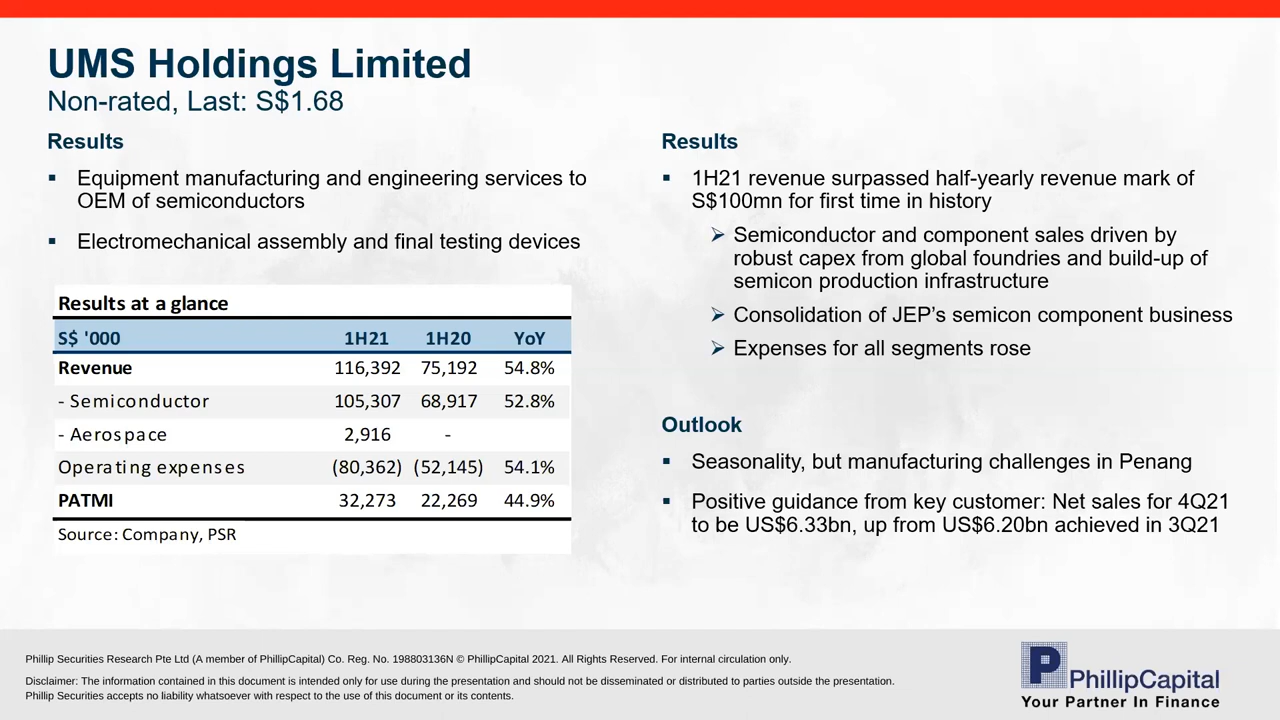 UMS Holdings Limited
Non-rated, Last: S$1.68
Results
▪ Equipment manufacturing and engineering services to
OEM of semiconductors
▪ Electromechanical assembly and final testing devices
Results at a glance
S$ '000 1H21 1H20 YoY
Revenue 116,392 75,192 54.8%
- Semiconductor 105,307 68,917 52.8%
- Aerospace 2,916 -
Operating expenses (80,362) (52,145) 54.1%
PATMI 32,273 22,269 44.9%
Source: Company, PSR
Results
▪ 1H21 revenue surpassed half-yearly revenue mark of
S$100mn for first time in history
➢ Semiconductor and component sales driven by
robust capex from global foundries and build-up of
semicon production infrastructure
➢ Consolidation of JEP's semicon component business
➢ Expenses for all segments rose
Outlook
▪ Seasonality, but manufacturing challenges in Penang
▪ Positive guidance from key customer: Net sales for 4Q21
to be US$6.33bn, up from US$6.20bn achieved in 3Q21
Phillip Securities Research Pte Ltd (A member of PhillipCapital) Co. Reg. No. 198803136N © PhillipCapital 2021. All Rights Reserved. For internal circulation only.
Disclaimer: The information contained in this document is intended only for use during the presentation and should not be disseminated or distributed to parties outside the presentation.
Phillip Securities accepts no liability whatsoever with respect to the use of this document or its contents.
P PhillipCapital
Your Partner In Finance